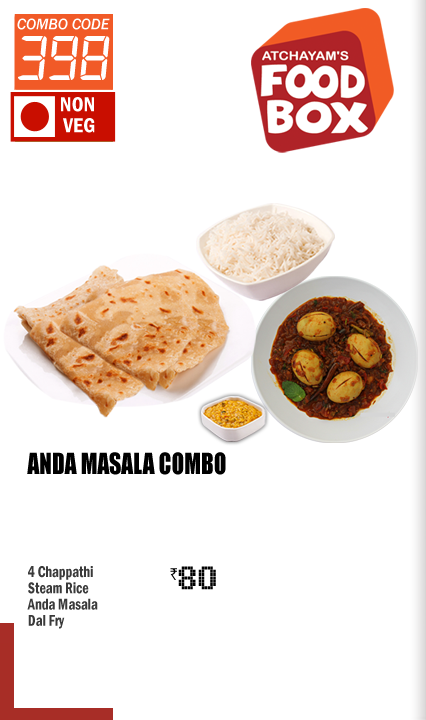 COMBO CODE
398
NON
VEG
ATCHAYAM'S
FOOD
BOX
ANDA MASALA COMBO
4 Chappathi
Steam Rice
Anda Masala
Dal Fry
₹80